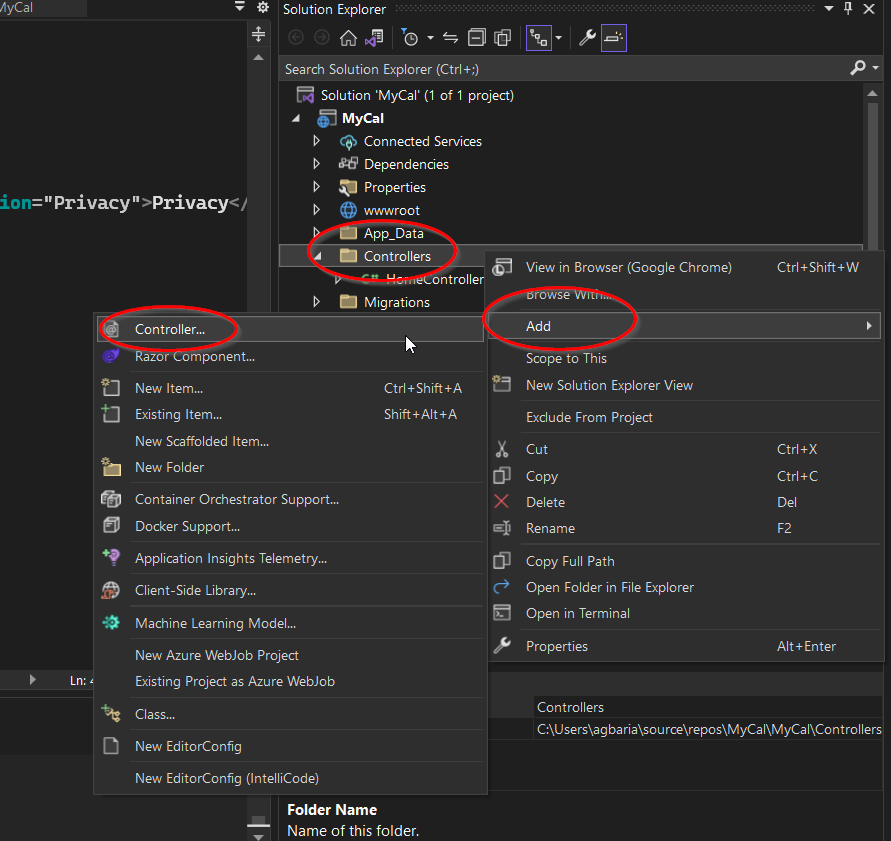 MyCal
Solution Explorer
Search Solution Explorer (Ctrl+;)
Solution 'MyCal' (1 of 1 project)
MyCal
Connected Services
Dependencies
Properties
wwwroot
App_Data
Controllers
C# HomeController
Migrations
ion="Privacy">Privacy</
View in Browser (Google Chrome) Ctrl+Shift+W
Browse With...
Add
Scope to This
New Solution Explorer View
Exclude From Project
Cut Ctrl+X
Copy Ctrl+C
Delete Del
Rename F2
Copy Full Path
Open Folder in File Explorer
Open in Terminal
Properties Alt+Enter
Controller...
Razor Component...
New Item... Ctrl+Shift+A
Existing Item... Shift+Alt+A
New Scaffolded Item...
New Folder
Container Orchestrator Support...
Docker Support...
Application Insights Telemetry...
Client-Side Library...
Machine Learning Model...
New Azure WebJob Project
Existing Project as Azure WebJob
Class...
New EditorConfig
New EditorConfig (IntelliCode)
Ln: 4
Controllers
C:\Users\agbaria\source\repos\MyCal\MyCal\Controllers
Folder Name
Name of this folder.